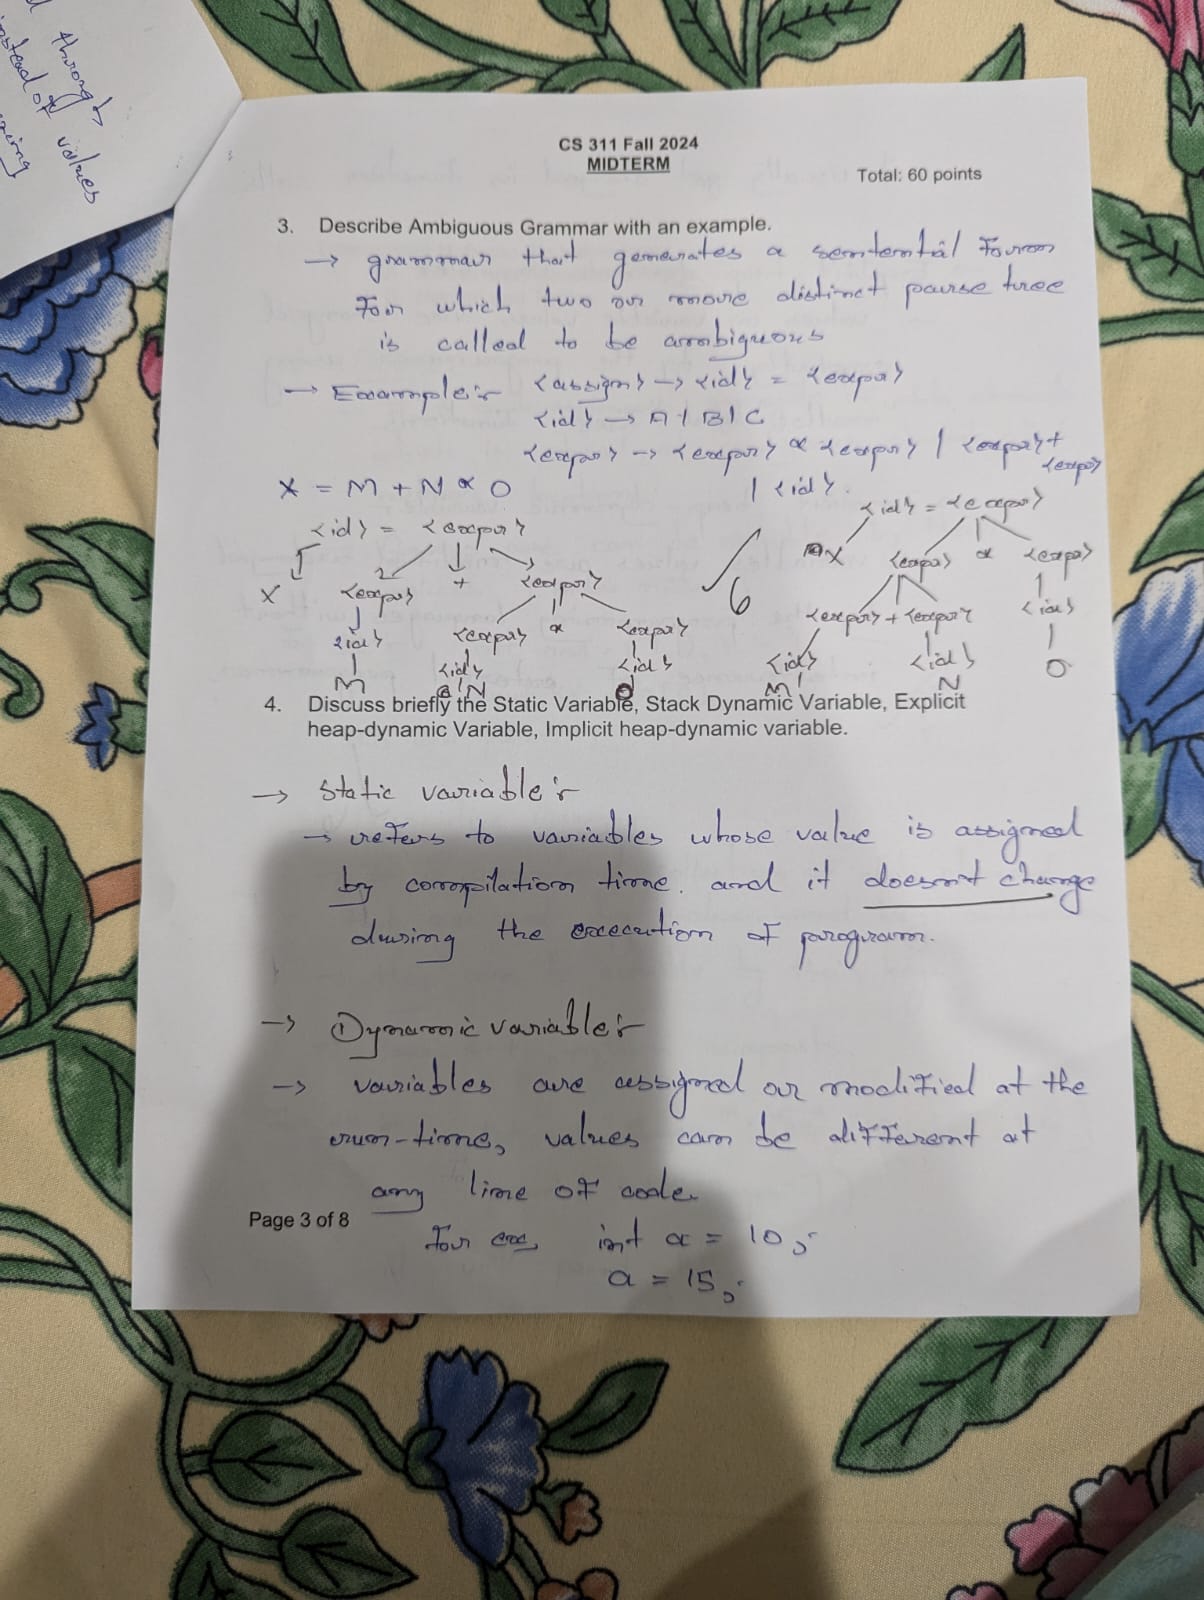 d through
instead of values
CS 311 Fall 2024
MIDTERM
Total: 60 points
3. Describe Ambiguous Grammar with an example.
→ grammar that generates a sentential form
For which two or more distinct parse tree
is called to be ambiguous
→ Example:- <assign> → <id> = <expr>
<id> → A | B | C
<expr> → <expr> * <expr> | <expr> +
<expr>
| <id>.
X = M + N * O
<id> = <expr>
X <expr> + <expr>
<id> <expr> * <expr>
M <id> <id>
N O
6
<id> = <expr>
X <expr> * <expr>
<expr> + <expr> <id>
<id> <id> O
M N
4. Discuss briefly the Static Variable, Stack Dynamic Variable, Explicit
heap-dynamic Variable, Implicit heap-dynamic variable.
→ Static variable:-
→ refers to variables whose value is assigned
by compilation time. and it doesn't change
during the execution of program.
→ Dynamic variable:-
→ variables are assigned or modified at the
run-time, values can be different at
any line of code.
Page 3 of 8
For ex, int a = 10;
a = 15;